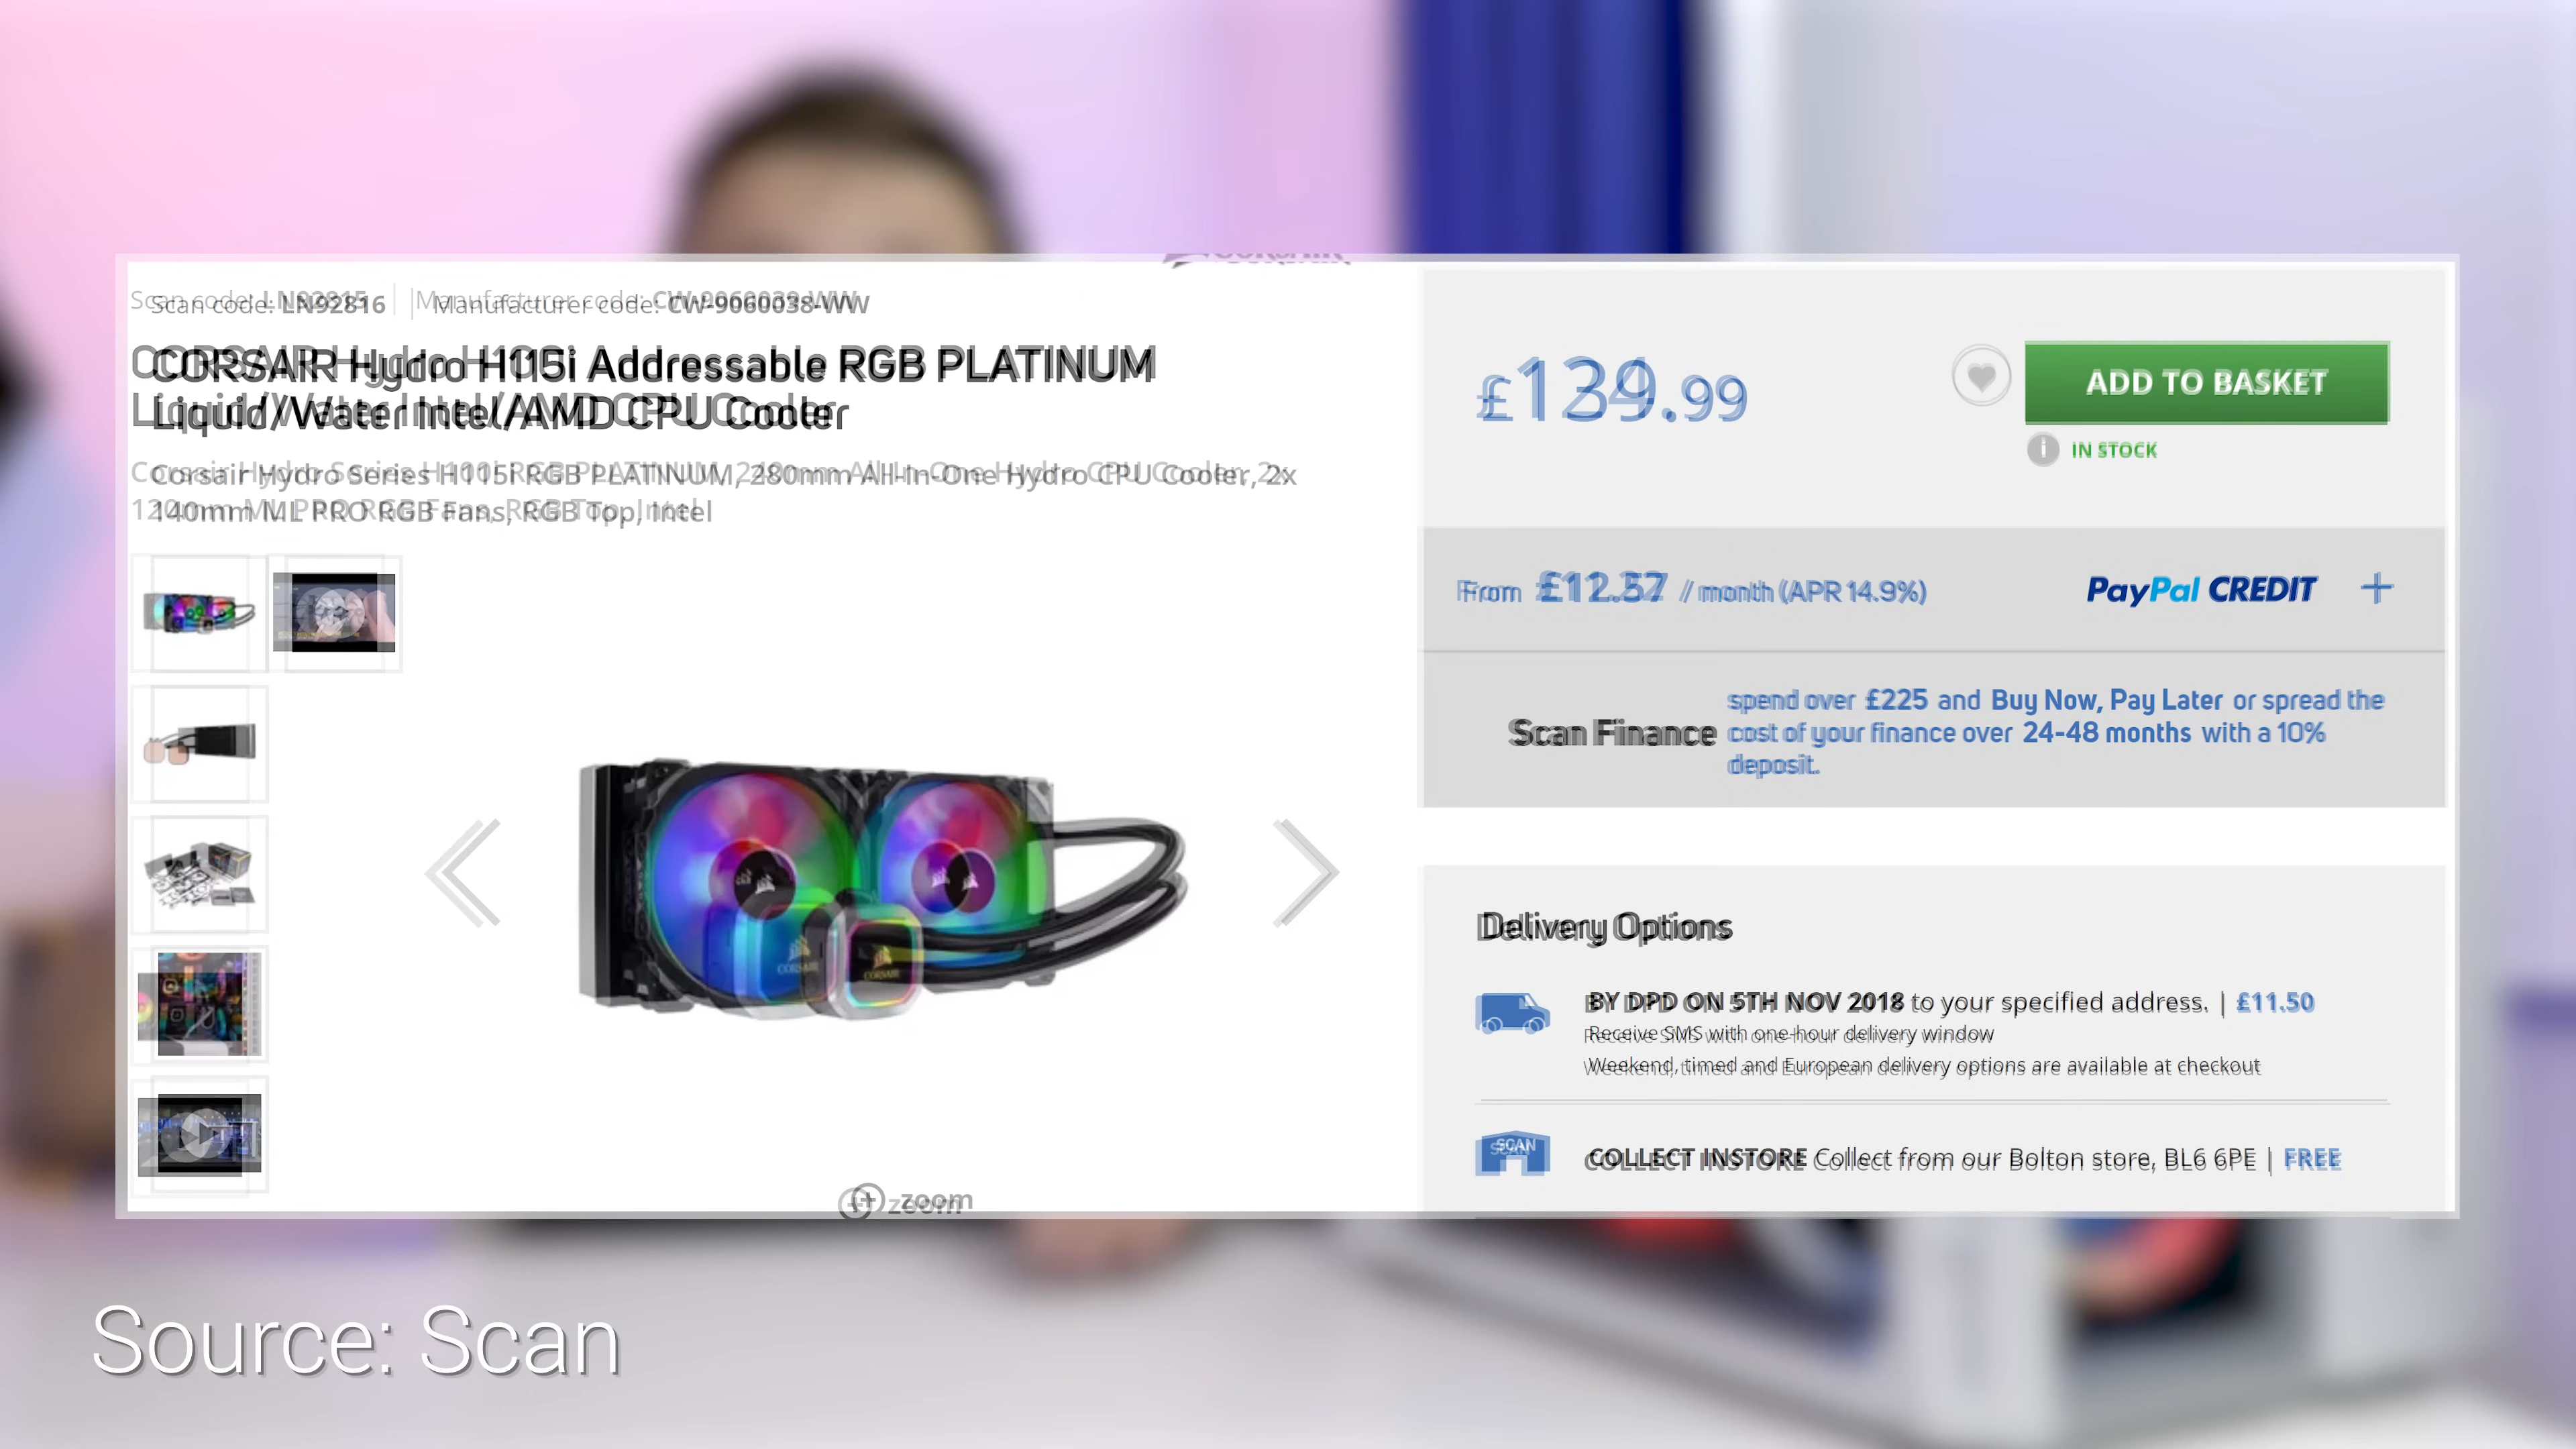 Scan code: LN92816 | Manufacturer code: CW-9060038-WW
CORSAIR Hydro H115i Addressable RGB PLATINUM
Liquid/Water Intel/AMD CPU Cooler
Corsair Hydro Series H115i RGB PLATINUM, 280mm All-In-One Hydro CPU Cooler, 2x
140mm ML PRO RGB Fans, RGB Top, Intel
CORSAIR
CORSAIR
zoom
.99
ADD TO BASKET
IN STOCK
From / month (APR 14.9%)
PayPal CREDIT +
Scan Finance
spend over £225 and Buy Now, Pay Later or spread the
cost of your finance over 24-48 months with a 10%
deposit.
Delivery Options
BY DPD ON 5TH NOV 2018 to your specified address. | £11.50
Receive SMS with one-hour delivery window
Weekend, timed and European delivery options are available at checkout
SCAN
COLLECT INSTORE Collect from our Bolton store, BL6 6PE | FREE
Source: Scan